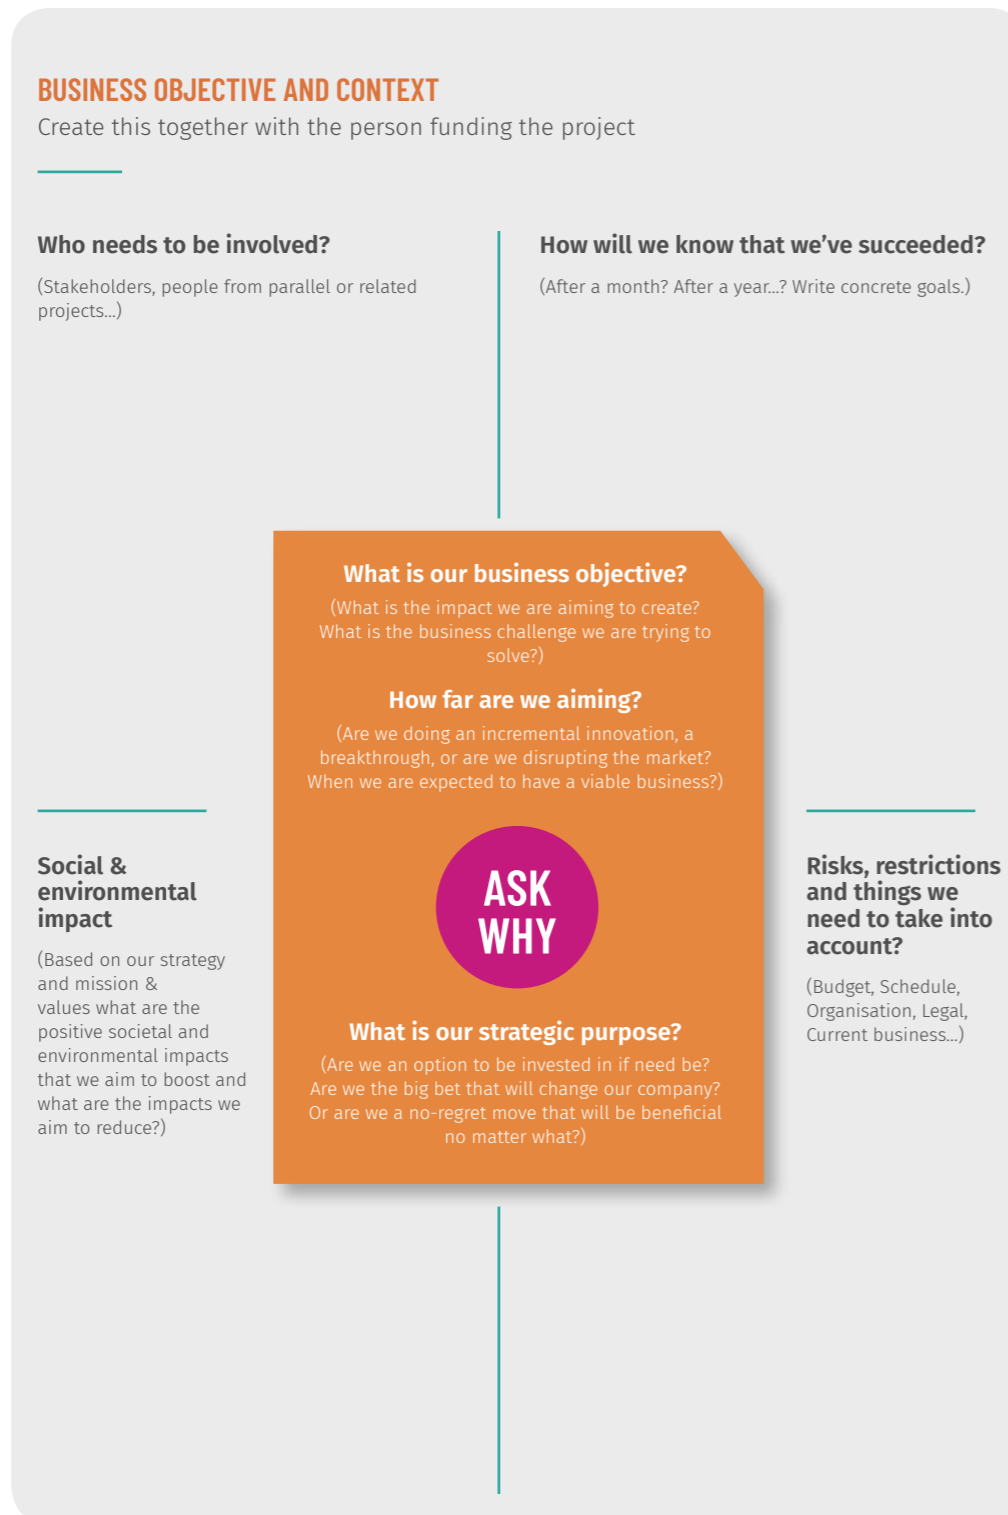 BUSINESS OBJECTIVE AND CONTEXT
Create this together with the person funding the project
Who needs to be involved?
(Stakeholders, people from parallel or related
projects...)
How will we know that we've succeeded?
(After a month? After a year...? Write concrete goals.)
What is our business objective?
(What is the impact we are aiming to create?
What is the business challenge we are trying to
solve?)
How far are we aiming?
(Are we doing an incremental innovation, a
breakthrough, or are we disrupting the market?
When we are expected to have a viable business?)
ASK
WHY
What is our strategic purpose?
(Are we an option to be invested in if need be?
Are we the big bet that will change our company?
Or are we a no-regret move that will be beneficial
no matter what?)
Social &
environmental
impact
(Based on our strategy
and mission &
values what are the
positive societal and
environmental impacts
that we aim to boost and
what are the impacts we
aim to reduce?)
Risks, restrictions
and things we
need to take into
account?
(Budget, Schedule,
Organisation, Legal,
Current business...)